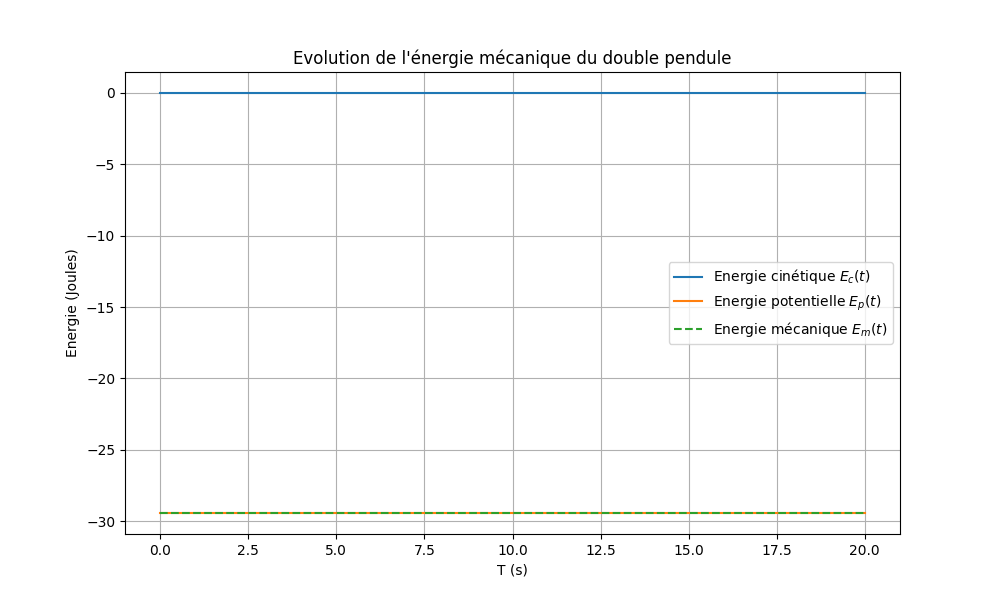 Evolution de l'énergie mécanique du double pendule
Energie (Joules)
0
−5
−10
−15
−20
−25
−30
Energie cinétique $E_c(t)$
Energie potentielle $E_p(t)$
Energie mécanique $E_m(t)$
0.0 2.5 5.0 7.5 10.0 12.5 15.0 17.5 20.0
T (s)